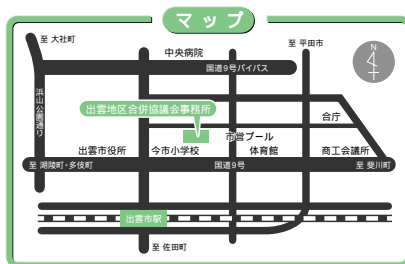 マップ
至 大社町
中央病院
至 平田市
N
国道9号バイパス
浜山公園通り
出雲地区合併協議会事務所
合庁
市営プール
出雲市役所
今市小学校
体育館
商工会議所
至 湖陵町・多伎町
国道9号
至 斐川町
出雲市駅
至 佐田町